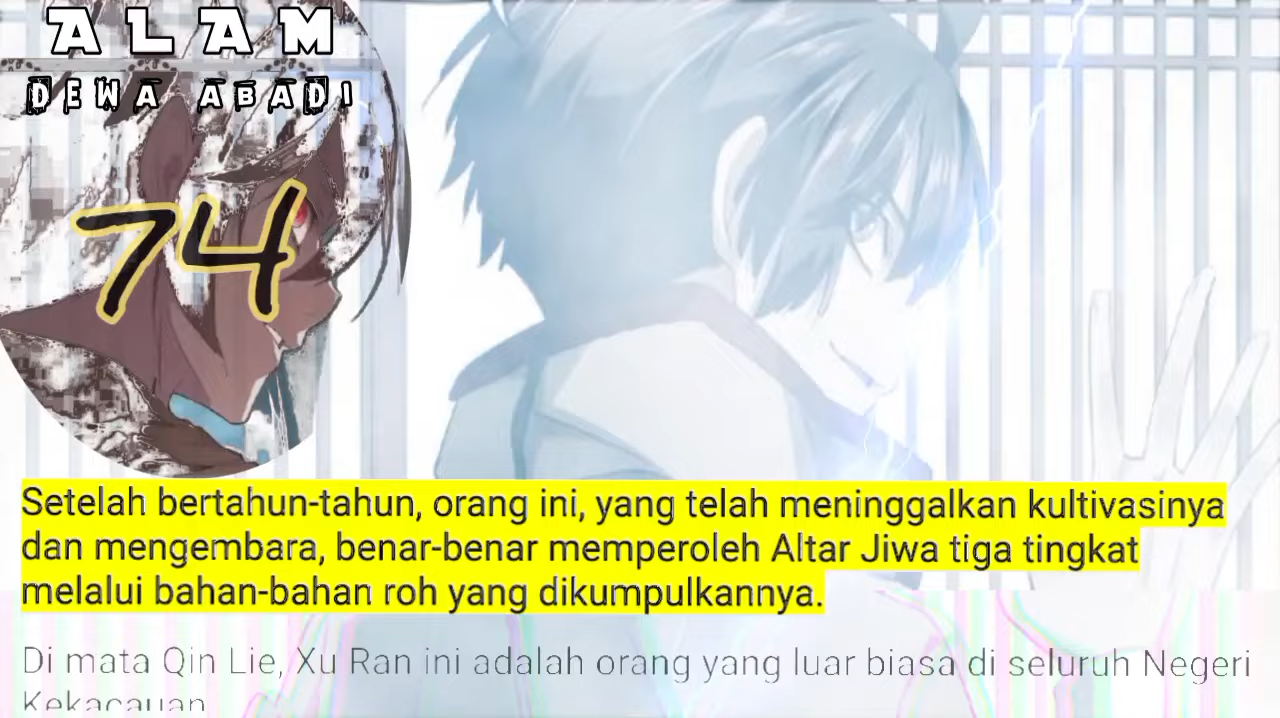 ALAM
DEWA ABADI
74
Setelah bertahun-tahun, orang ini, yang telah meninggalkan kultivasinya
dan mengembara, benar-benar memperoleh Altar Jiwa tiga tingkat
melalui bahan-bahan roh yang dikumpulkannya.
Di mata Qin Lie, Xu Ran ini adalah orang yang luar biasa di seluruh Negeri
Kekacauan